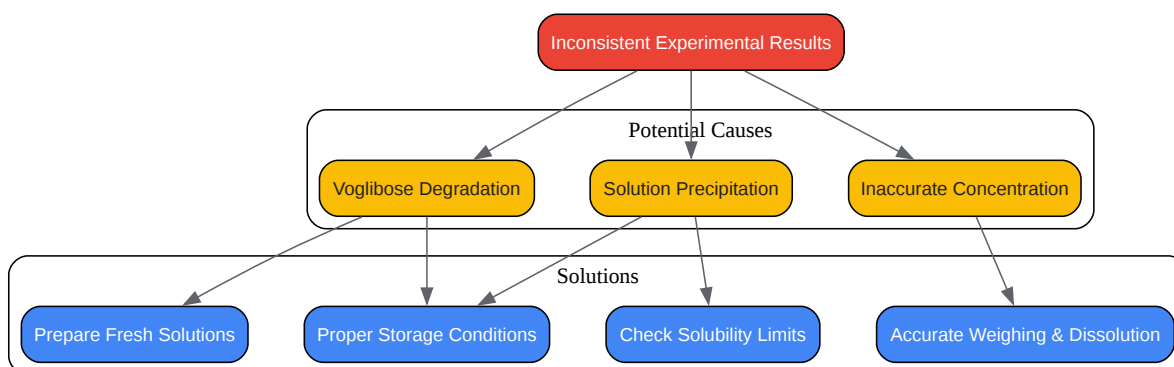 Inconsistent Experimental Results
Potential Causes
Voglibose Degradation
Solution Precipitation
Inaccurate Concentration
Solutions
Prepare Fresh Solutions
Proper Storage Conditions
Check Solubility Limits
Accurate Weighing & Dissolution